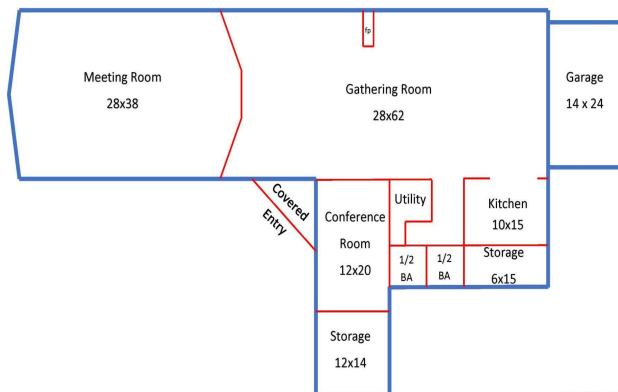 fp
Meeting Room
28x38
Gathering Room
28x62
Garage
14 x 24
Covered
Entry
Conference
Room
12x20
Utility
Kitchen
10x15
1/2
BA
1/2
BA
Storage
6x15
Storage
12x14